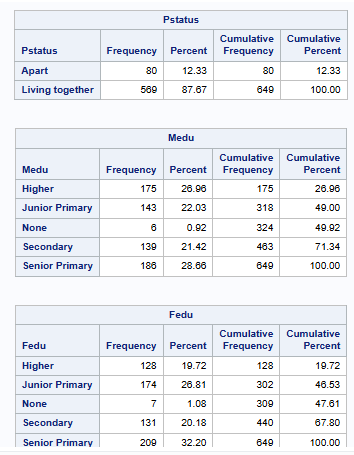 Pstatus
Cumulative Cumulative
Pstatus Frequency Percent Frequency Percent
Apart 80 12.33 80 12.33
Living together 569 87.67 649 100.00
Medu
Cumulative Cumulative
Medu Frequency Percent Frequency Percent
Higher 175 26.96 175 26.96
Junior Primary 143 22.03 318 49.00
None 6 0.92 324 49.92
Secondary 139 21.42 463 71.34
Senior Primary 186 28.66 649 100.00
Fedu
Cumulative Cumulative
Fedu Frequency Percent Frequency Percent
Higher 128 19.72 128 19.72
Junior Primary 174 26.81 302 46.53
None 7 1.08 309 47.61
Secondary 131 20.18 440 67.80
Senior Primary 209 32.20 649 100.00